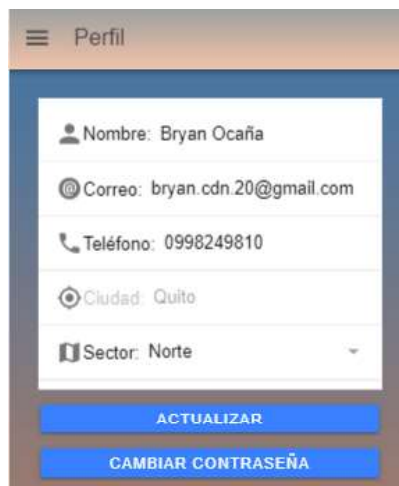 Perfil
Nombre: Bryan Ocaña
Correo: bryan.cdn.20@gmail.com
Teléfono: 0998249810
Ciudad: Quito
Sector: Norte
ACTUALIZAR
CAMBIAR CONTRASEÑA